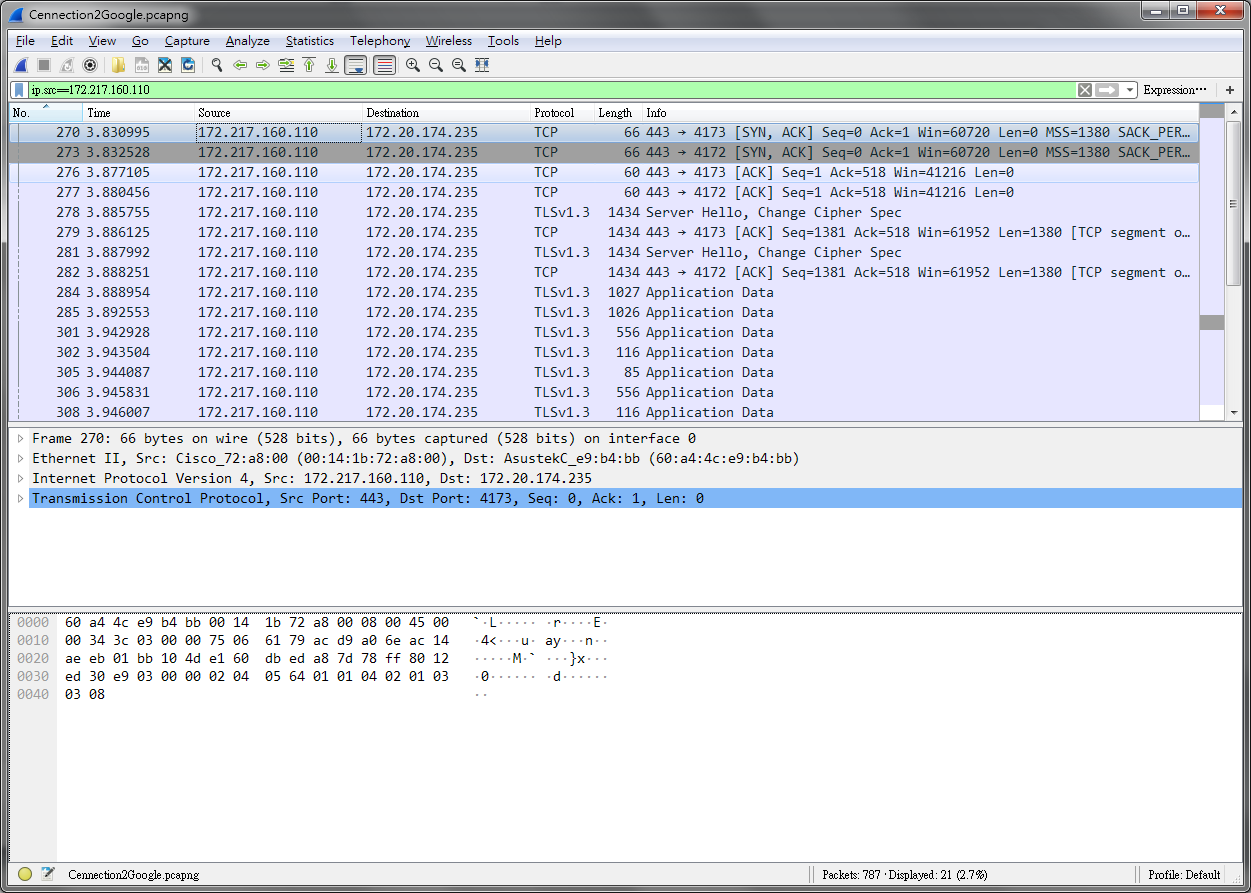 Cennection2Google.pcapng
File Edit View Go Capture Analyze Statistics Telephony Wireless Tools Help
ip.src==172.217.160.110 Expression… +
No. Time Source Destination Protocol Length Info
270 3.830995 172.217.160.110 172.20.174.235 TCP 66 443 → 4173 [SYN, ACK] Seq=0 Ack=1 Win=60720 Len=0 MSS=1380 SACK_PER…
273 3.832528 172.217.160.110 172.20.174.235 TCP 66 443 → 4172 [SYN, ACK] Seq=0 Ack=1 Win=60720 Len=0 MSS=1380 SACK_PER…
276 3.877105 172.217.160.110 172.20.174.235 TCP 60 443 → 4173 [ACK] Seq=1 Ack=518 Win=41216 Len=0
277 3.880456 172.217.160.110 172.20.174.235 TCP 60 443 → 4172 [ACK] Seq=1 Ack=518 Win=41216 Len=0
278 3.885755 172.217.160.110 172.20.174.235 TLSv1.3 1434 Server Hello, Change Cipher Spec
279 3.886125 172.217.160.110 172.20.174.235 TCP 1434 443 → 4173 [ACK] Seq=1381 Ack=518 Win=61952 Len=1380 [TCP segment o…
281 3.887992 172.217.160.110 172.20.174.235 TLSv1.3 1434 Server Hello, Change Cipher Spec
282 3.888251 172.217.160.110 172.20.174.235 TCP 1434 443 → 4172 [ACK] Seq=1381 Ack=518 Win=61952 Len=1380 [TCP segment o…
284 3.888954 172.217.160.110 172.20.174.235 TLSv1.3 1027 Application Data
285 3.892553 172.217.160.110 172.20.174.235 TLSv1.3 1026 Application Data
301 3.942928 172.217.160.110 172.20.174.235 TLSv1.3 556 Application Data
302 3.943504 172.217.160.110 172.20.174.235 TLSv1.3 116 Application Data
305 3.944087 172.217.160.110 172.20.174.235 TLSv1.3 85 Application Data
306 3.945831 172.217.160.110 172.20.174.235 TLSv1.3 556 Application Data
308 3.946007 172.217.160.110 172.20.174.235 TLSv1.3 116 Application Data
Frame 270: 66 bytes on wire (528 bits), 66 bytes captured (528 bits) on interface 0
Ethernet II, Src: Cisco_72:a8:00 (00:14:1b:72:a8:00), Dst: AsustekC_e9:b4:bb (60:a4:4c:e9:b4:bb)
Internet Protocol Version 4, Src: 172.217.160.110, Dst: 172.20.174.235
Transmission Control Protocol, Src Port: 443, Dst Port: 4173, Seq: 0, Ack: 1, Len: 0
0000 60 a4 4c e9 b4 bb 00 14 1b 72 a8 00 08 00 45 00 `·L····· ·r····E·
0010 00 34 3c 03 00 00 75 06 61 79 ac d9 a0 6e ac 14 ·4<···u· ay···n··
0020 ae eb 01 bb 10 4d e1 60 db ed a8 7d 78 ff 80 12 ·····M·` ···}x···
0030 ed 30 e9 03 00 00 02 04 05 64 01 01 04 02 01 03 ·0······ ·d······
0040 03 08 ··
Cennection2Google.pcapng Packets: 787 · Displayed: 21 (2.7%) Profile: Default